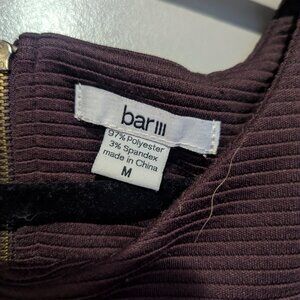 bar III
97% Polyester
3% Spandex
made in China
M